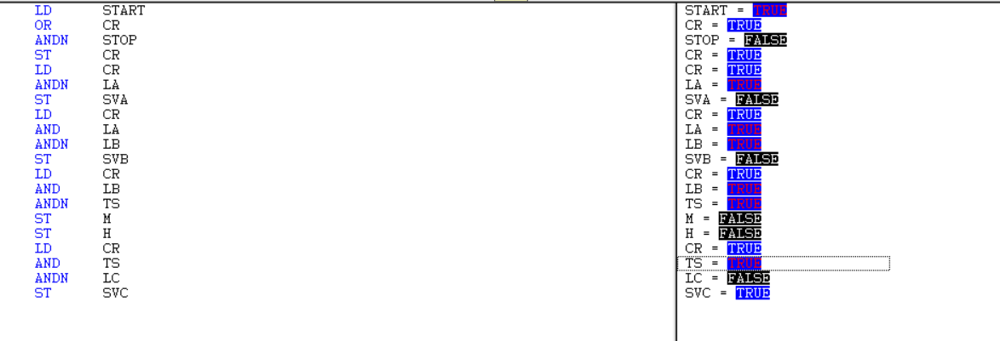 LD START START = TRUE
OR CR CR = TRUE
ANDN STOP STOP = FALSE
ST CR CR = TRUE
LD CR CR = TRUE
ANDN LA LA = TRUE
ST SVA SVA = FALSE
LD CR CR = TRUE
AND LA LA = TRUE
ANDN LB LB = TRUE
ST SVB SVB = FALSE
LD CR CR = TRUE
AND LB LB = TRUE
ANDN TS TS = TRUE
ST M M = FALSE
ST H H = FALSE
LD CR CR = TRUE
AND TS TS = TRUE
ANDN LC LC = FALSE
ST SVC SVC = TRUE